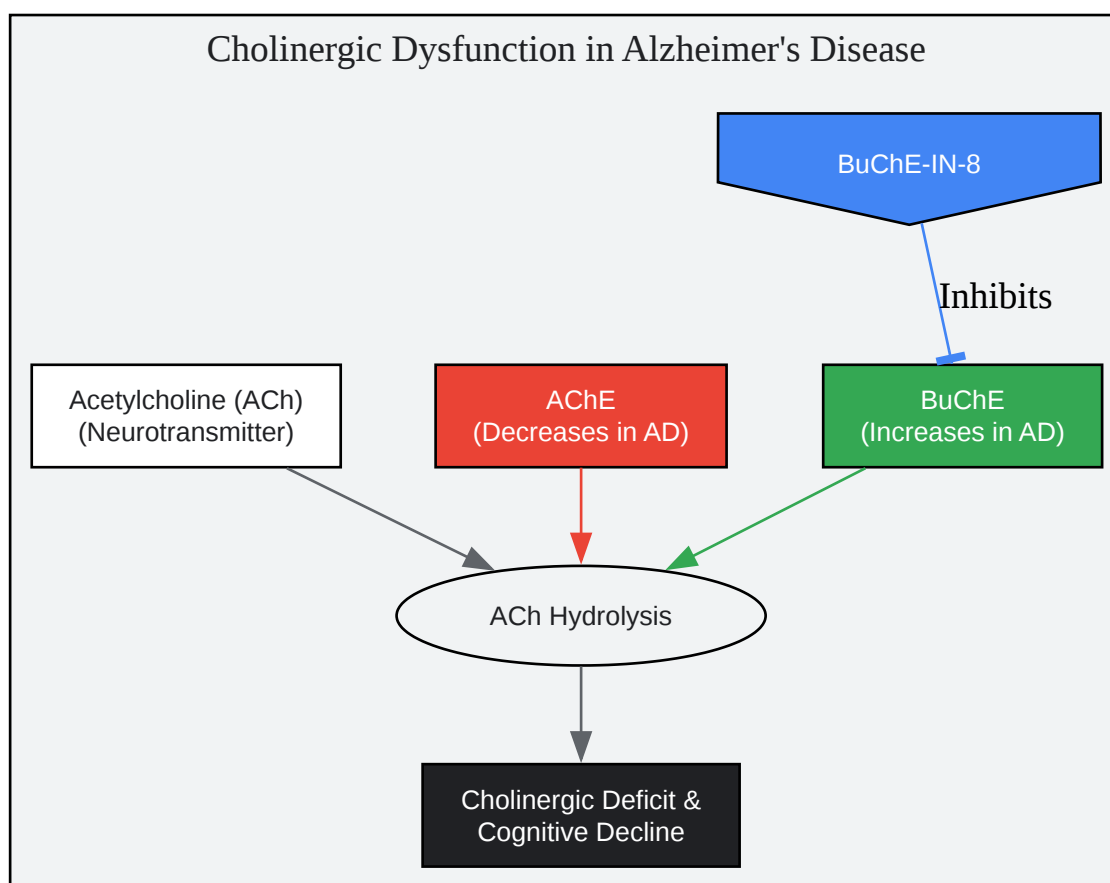 Cholinergic Dysfunction in Alzheimer's Disease
BuChE-IN-8
Inhibits
Acetylcholine (ACh)
(Neurotransmitter)
AChE
(Decreases in AD)
BuChE
(Increases in AD)
ACh Hydrolysis
Cholinergic Deficit &
Cognitive Decline